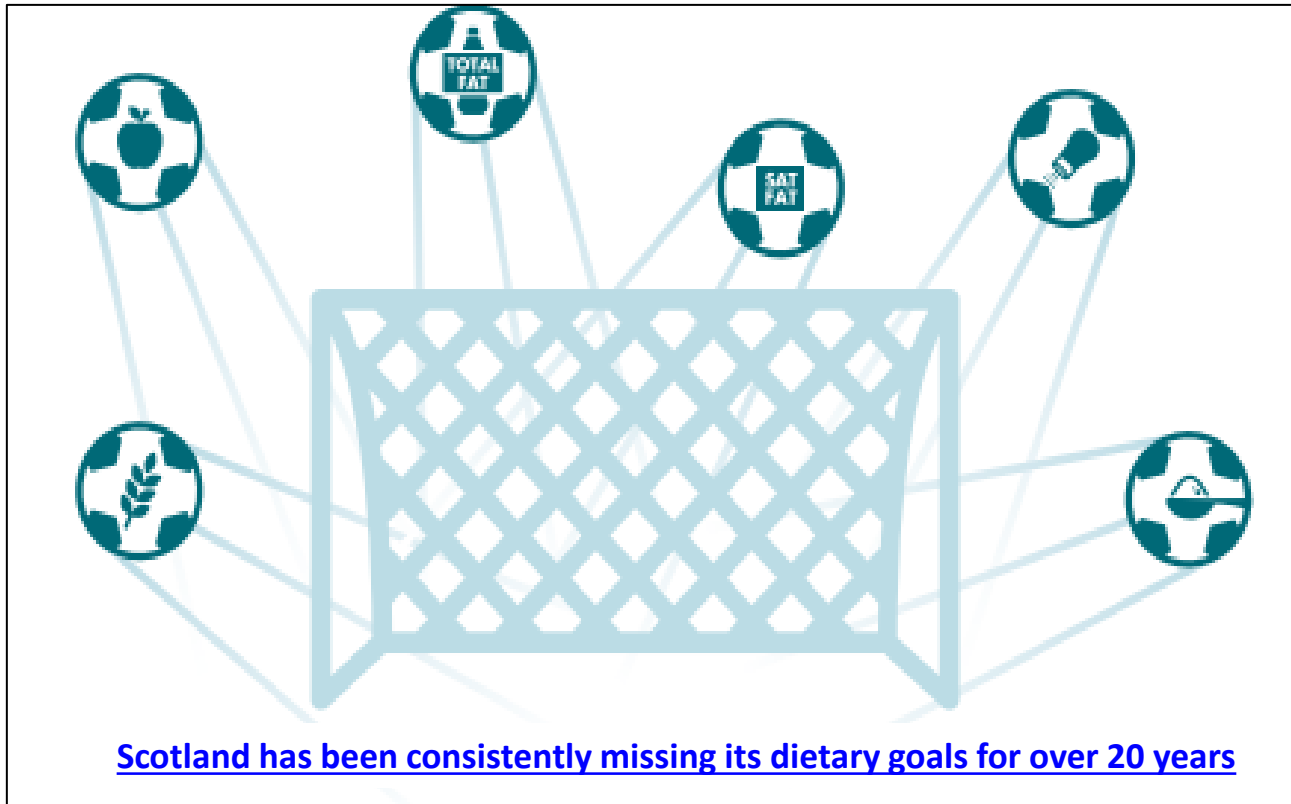 TOTAL
FAT
SAT
FAT
Scotland has been consistently missing its dietary goals for over 20 years